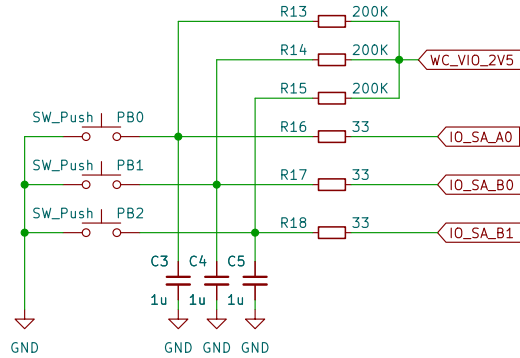 R13 200K
R14 200K
WC_VIO_2V5
R15 200K
SW_Push PB0
R16 33
IO_SA_A0
SW_Push PB1
R17 33
IO_SA_B0
SW_Push PB2
R18 33
IO_SA_B1
C3 C4 C5
1u 1u 1u
GND GND GND GND